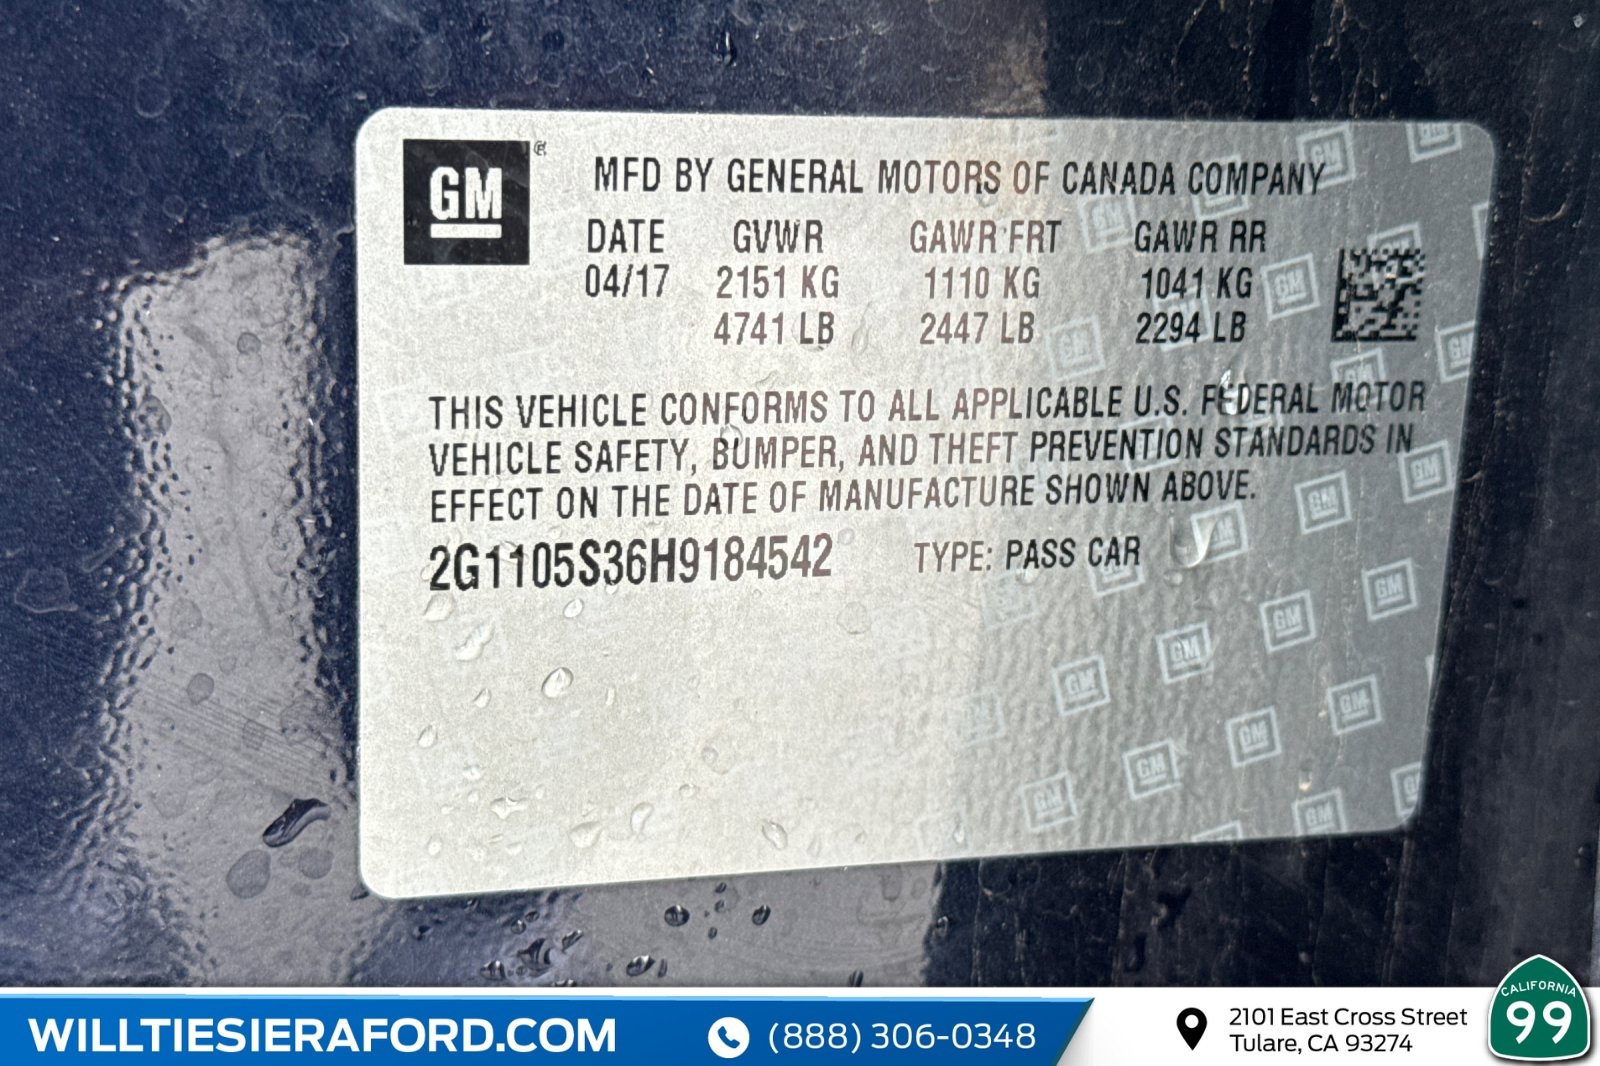 GM
MFD BY GENERAL MOTORS OF CANADA COMPANY
DATE GVWR GAWR FRT GAWR RR
04/17 2151 KG 1110 KG 1041 KG
4741 LB 2447 LB 2294 LB
THIS VEHICLE CONFORMS TO ALL APPLICABLE U.S. FEDERAL MOTOR
VEHICLE SAFETY, BUMPER, AND THEFT PREVENTION STANDARDS IN
EFFECT ON THE DATE OF MANUFACTURE SHOWN ABOVE.
2G1105S36H9184542 TYPE: PASS CAR
WILLTIESIERAFORD.COM
(888) 306-0348
2101 East Cross Street
Tulare, CA 93274
CALIFORNIA
99